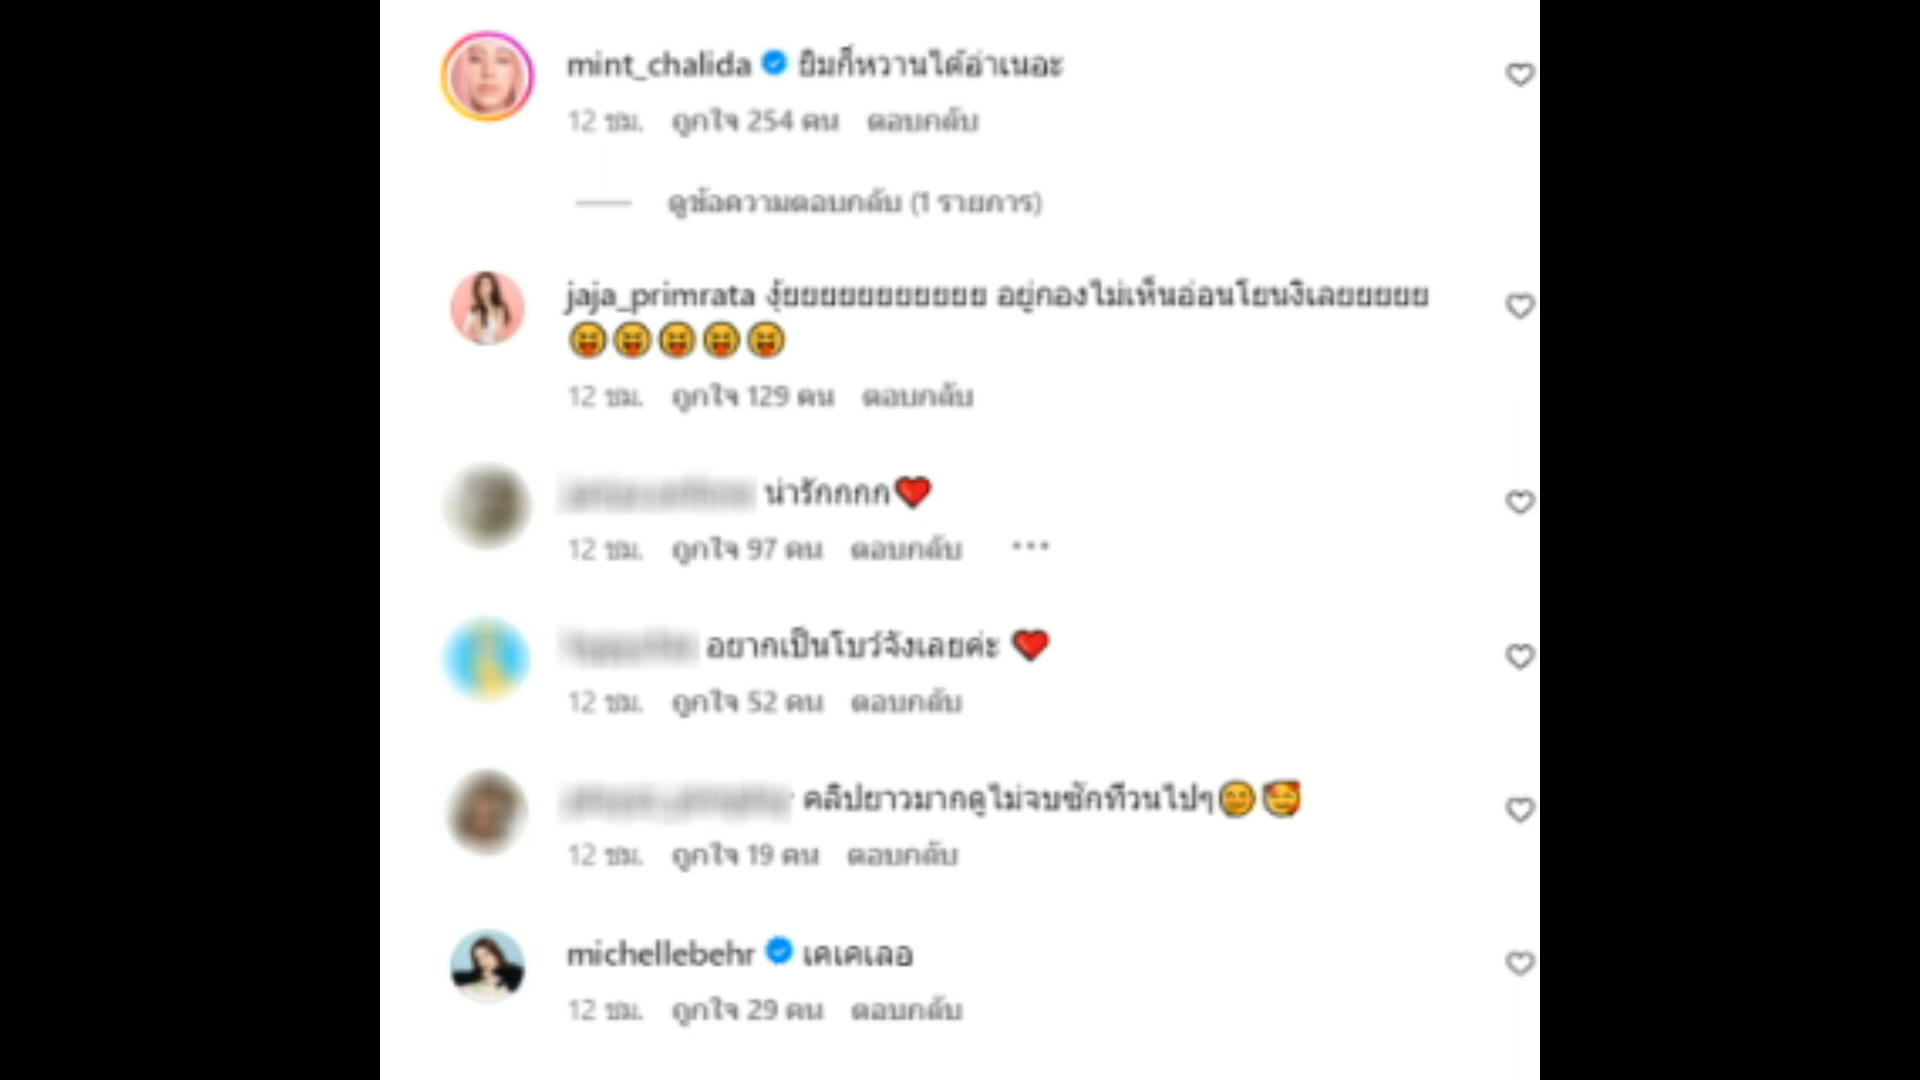 mint_chalida ยิมก็หวานได้อ่าเนอะ
12 ชม. ถูกใจ 254 คน ตอบกลับ
ดูข้อความตอบกลับ (1 รายการ)
jaja_primrata งุ้ยยยยยยยยยยย อยู่กองไม่เห็นอ่อนโยนงิเลยยยยย
😝😝😝😝😝
12 ชม. ถูกใจ 129 คน ตอบกลับ
น่ารักกกก❤️
12 ชม. ถูกใจ 97 คน ตอบกลับ ...
อยากเป็นโบว์จังเลยค่ะ ❤️
12 ชม. ถูกใจ 52 คน ตอบกลับ
คลิปยาวมากดูไม่จบซักทีวนไปๆ😊🥰
12 ชม. ถูกใจ 19 คน ตอบกลับ
michellebehr เคเคเลอ
12 ชม. ถูกใจ 29 คน ตอบกลับ